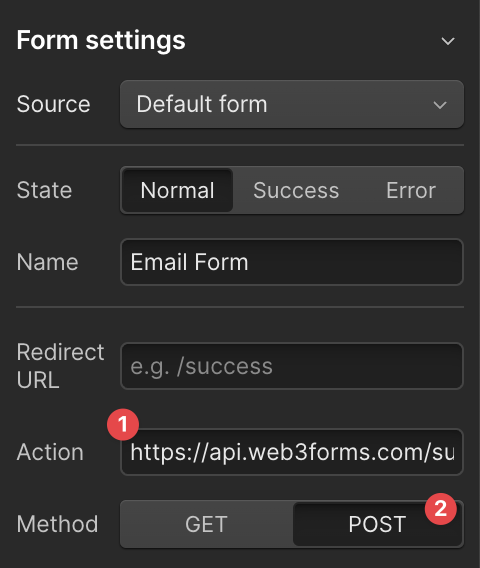 Form settings
Source Default form
State Normal Success Error
Name Email Form
Redirect
URL e.g. /success
1
Action https://api.web3forms.com/su
Method GET POST 2